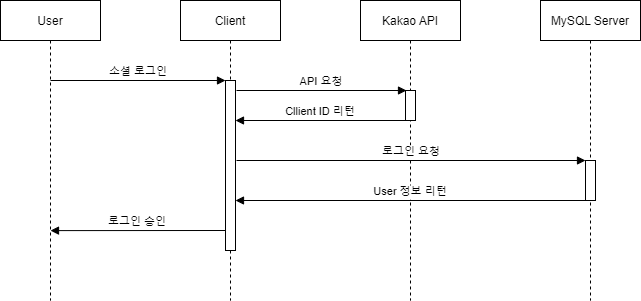 User
Client
Kakao API
MySQL Server
소셜 로그인
API 요청
Cllient ID 리턴
로그인 요청
User 정보 리턴
로그인 승인